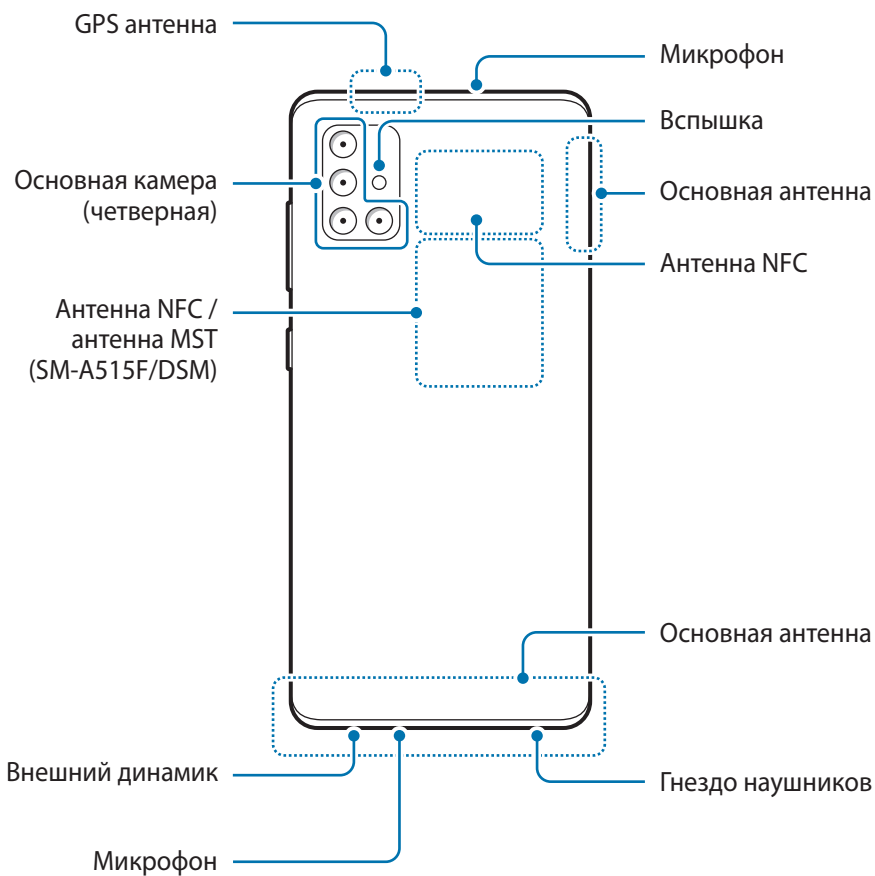 GPS антенна
Микрофон
Вспышка
Основная камера
(четверная)
Основная антенна
Антенна NFC
Антенна NFC /
антенна MST
(SM-A515F/DSM)
Основная антенна
Внешний динамик
Гнездо наушников
Микрофон